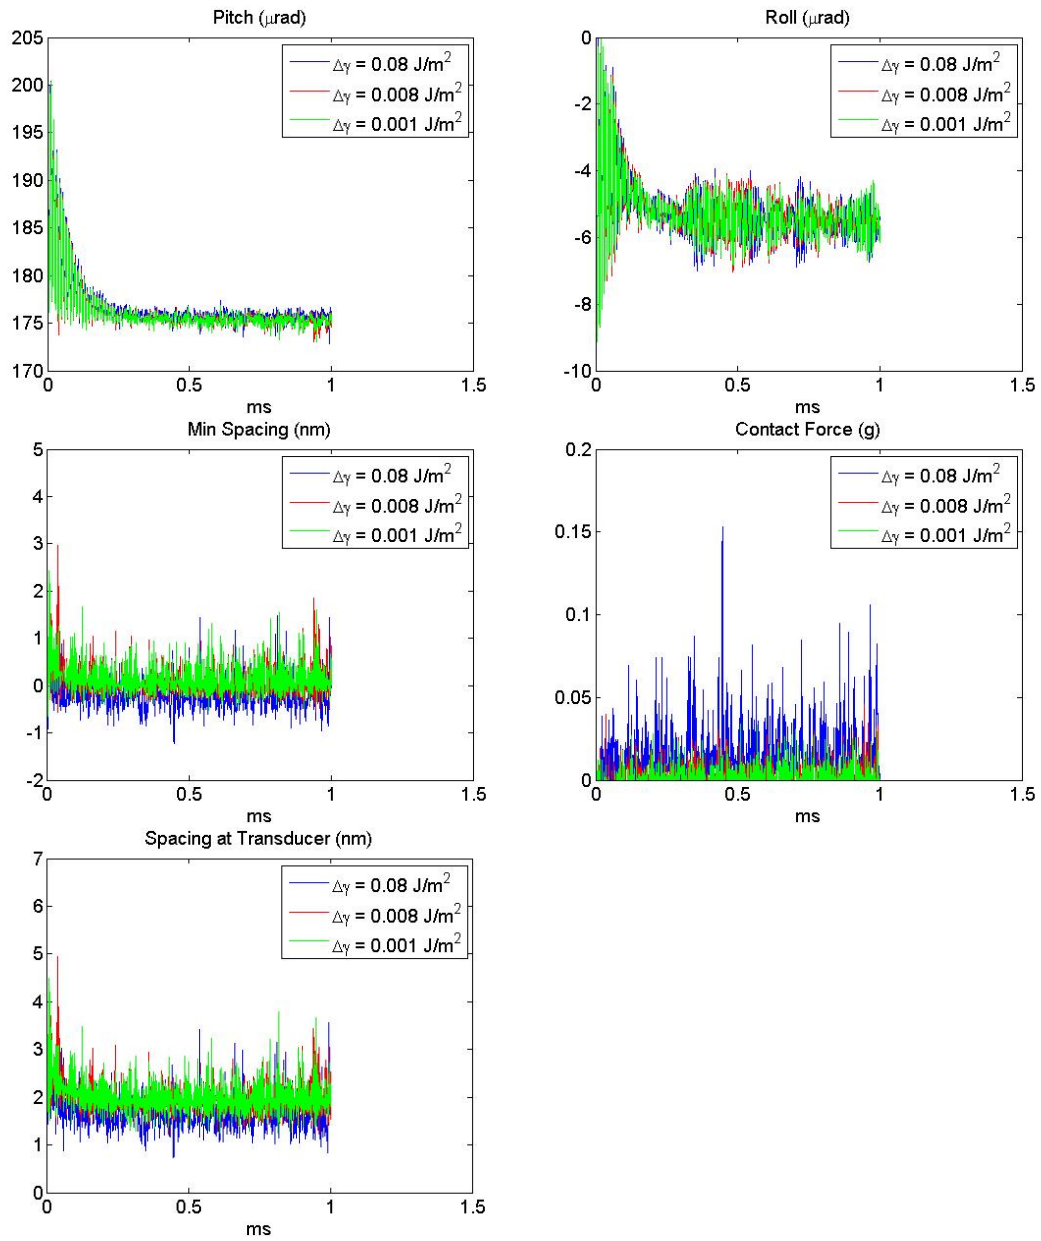 Pitch (μrad)
205
200
195
190
185
180
175
170
0
0.5
1
1.5
ms
Δγ = 0.08 J/m²
Δγ = 0.008 J/m²
Δγ = 0.001 J/m²
Roll (μrad)
0
-2
-4
-6
-8
-10
0
0.5
1
1.5
ms
Δγ = 0.08 J/m²
Δγ = 0.008 J/m²
Δγ = 0.001 J/m²
Min Spacing (nm)
5
4
3
2
1
0
-1
-2
0
0.5
1
1.5
ms
Δγ = 0.08 J/m²
Δγ = 0.008 J/m²
Δγ = 0.001 J/m²
Contact Force (g)
0.2
0.15
0.1
0.05
0
0
0.5
1
1.5
ms
Δγ = 0.08 J/m²
Δγ = 0.008 J/m²
Δγ = 0.001 J/m²
Spacing at Transducer (nm)
7
6
5
4
3
2
1
0
0
0.5
1
1.5
ms
Δγ = 0.08 J/m²
Δγ = 0.008 J/m²
Δγ = 0.001 J/m²